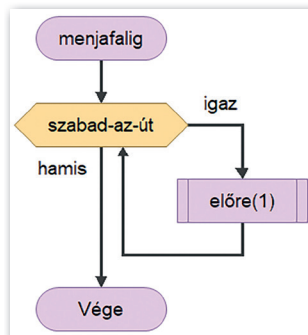 menjafalig
szabad-az-út
igaz
hamis
előre(1)
Vége